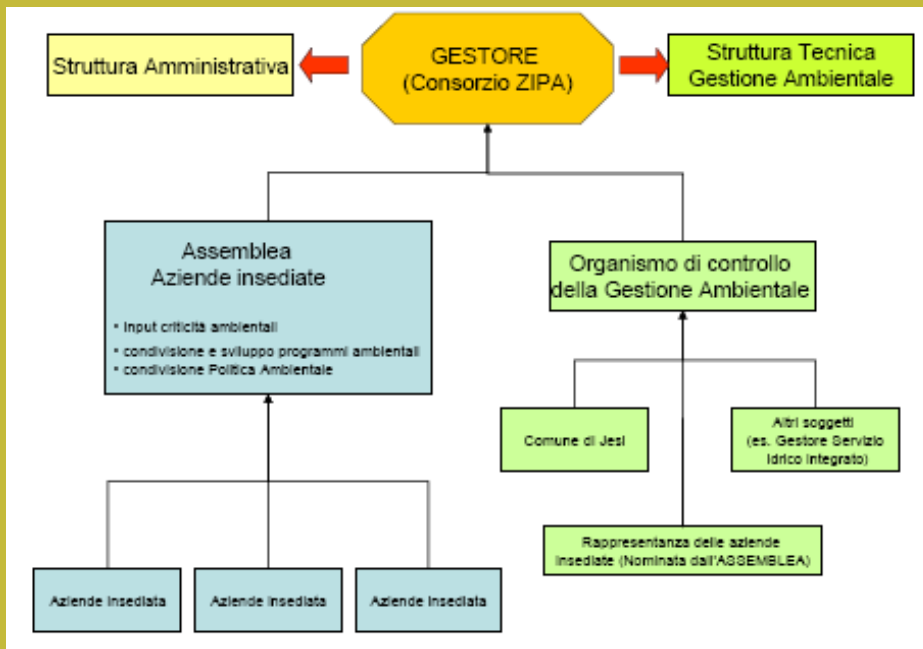 GESTORE
(Consorzio ZIPA)
Struttura Amministrativa
Struttura Tecnica
Gestione Ambientale
Assemblea
Aziende insediate
• Input criticità ambientali
• condivisione e sviluppo programmi ambientali
• condivisione Politica Ambientale
Organismo di controllo
della Gestione Ambientale
Comune di Jesi
Altri soggetti
(es. Gestore Servizio
Idrico Integrato)
Rappresentanza delle aziende
Insediate (Nominata dall'ASSEMBLEA)
Aziende Insediata
Aziende Insediata
Aziende Insediata